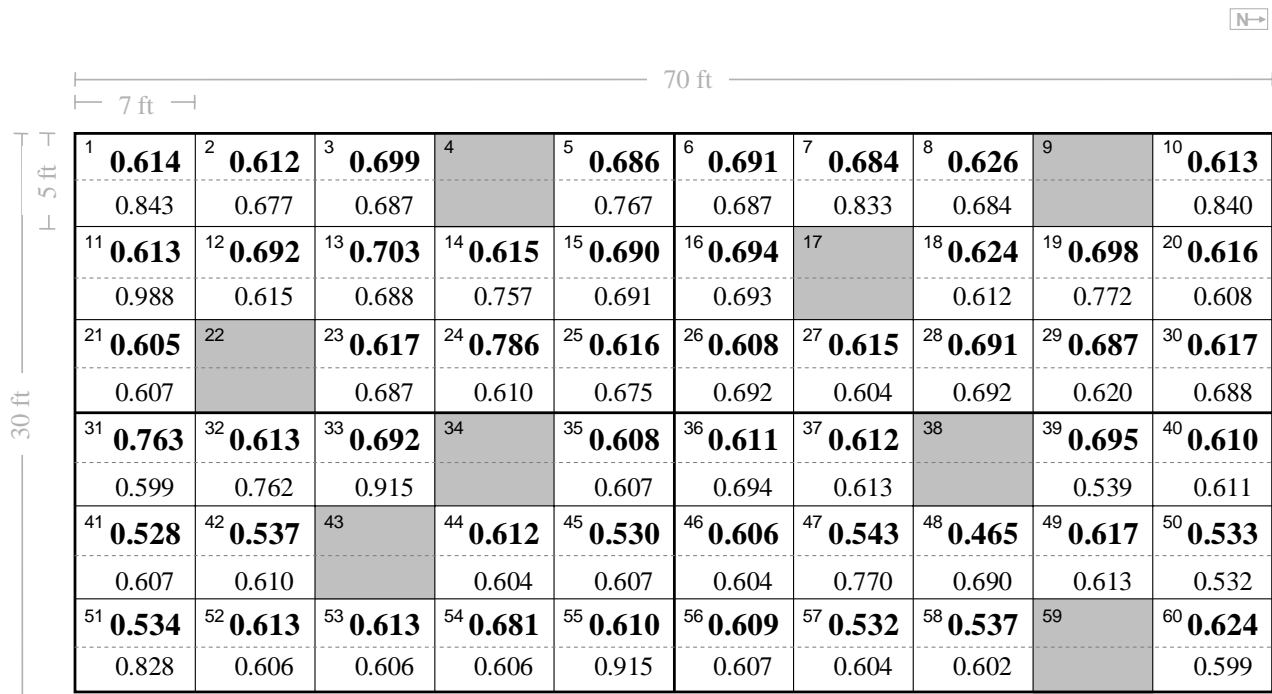 N
70 ft
7 ft
5 ft
30 ft
1 0.614 2 0.612 3 0.699 4 5 0.686 6 0.691 7 0.684 8 0.626 9 10 0.613
0.843 0.677 0.687 0.767 0.687 0.833 0.684 0.840
11 0.613 12 0.692 13 0.703 14 0.615 15 0.690 16 0.694 17 18 0.624 19 0.698 20 0.616
0.988 0.615 0.688 0.757 0.691 0.693 0.612 0.772 0.608
21 0.605 22 23 0.617 24 0.786 25 0.616 26 0.608 27 0.615 28 0.691 29 0.687 30 0.617
0.607 0.687 0.610 0.675 0.692 0.604 0.692 0.620 0.688
31 0.763 32 0.613 33 0.692 34 35 0.608 36 0.611 37 0.612 38 39 0.695 40 0.610
0.599 0.762 0.915 0.607 0.694 0.613 0.539 0.611
41 0.528 42 0.537 43 44 0.612 45 0.530 46 0.606 47 0.543 48 0.465 49 0.617 50 0.533
0.607 0.610 0.604 0.607 0.604 0.770 0.690 0.613 0.532
51 0.534 52 0.613 53 0.613 54 0.681 55 0.610 56 0.609 57 0.532 58 0.537 59 60 0.624
0.828 0.606 0.606 0.606 0.915 0.607 0.604 0.602 0.599